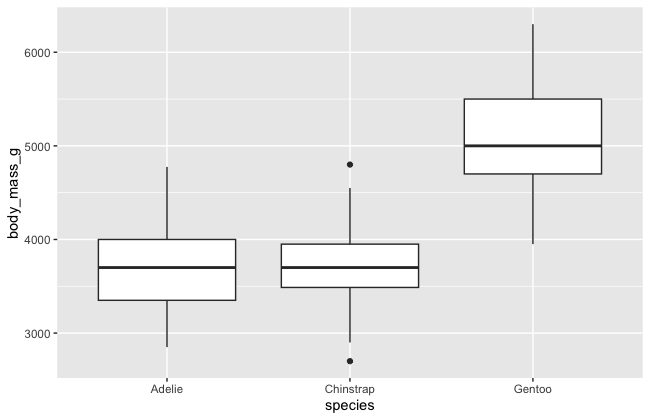 body_mass_g
6000
5000
4000
3000
Adelie
Chinstrap
Gentoo
species